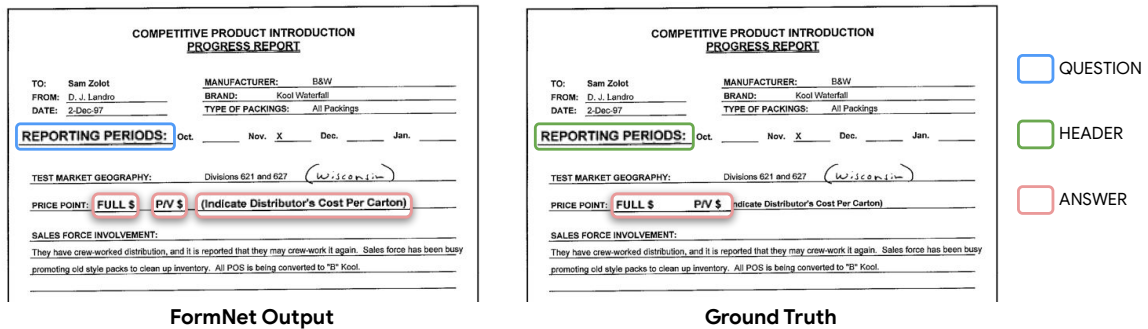 COMPETITIVE PRODUCT INTRODUCTION
PROGRESS REPORT
TO: Sam Zolot MANUFACTURER: B&W
FROM: D. J. Landro BRAND: Kool Waterfall
DATE: 2-Dec-97 TYPE OF PACKINGS: All Packings
REPORTING PERIODS: Oct. Nov. X Dec. Jan.
TEST MARKET GEOGRAPHY: Divisions 621 and 627 (Wisconsin)
PRICE POINT: FULL $ P/V $ (Indicate Distributor's Cost Per Carton)
SALES FORCE INVOLVEMENT:
They have crew-worked distribution, and it is reported that they may crew-work it again. Sales force has been busy
promoting old style packs to clean up inventory. All POS is being converted to "B" Kool.
FormNet Output
COMPETITIVE PRODUCT INTRODUCTION
PROGRESS REPORT
TO: Sam Zolot MANUFACTURER: B&W
FROM: D. J. Landro BRAND: Kool Waterfall
DATE: 2-Dec-97 TYPE OF PACKINGS: All Packings
REPORTING PERIODS: Oct. Nov. X Dec. Jan.
TEST MARKET GEOGRAPHY: Divisions 621 and 627 (Wisconsin)
PRICE POINT: FULL $ P/V $ Indicate Distributor's Cost Per Carton)
SALES FORCE INVOLVEMENT:
They have crew-worked distribution, and it is reported that they may crew-work it again. Sales force has been busy
promoting old style packs to clean up inventory. All POS is being converted to "B" Kool.
Ground Truth
QUESTION
HEADER
ANSWER